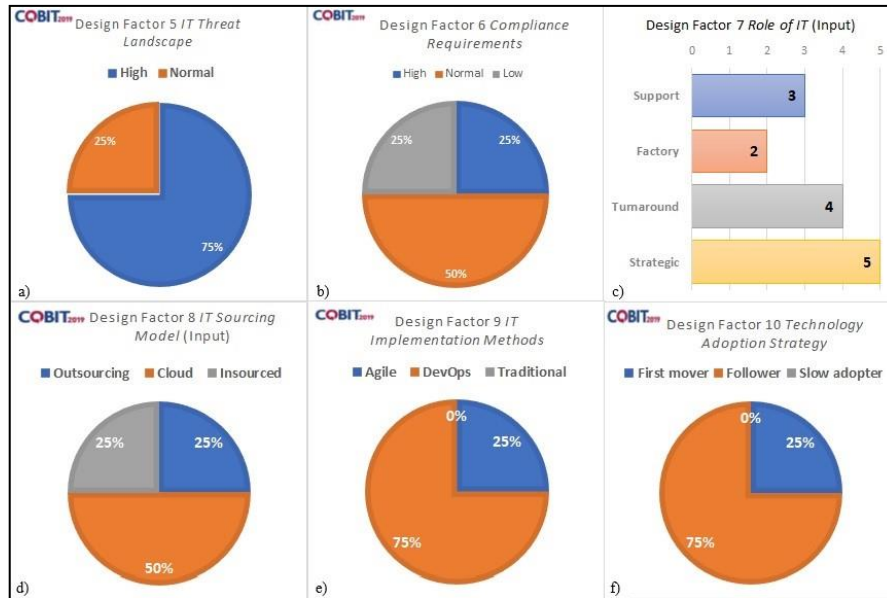 COBIT2019
Design Factor 5 IT Threat
Landscape
High Normal
25%
75%
a)
COBIT2019
Design Factor 6 Compliance
Requirements
High Normal Low
25%
25%
50%
b)
Design Factor 7 Role of IT (Input)
0 1 2 3 4 5
Support 3
Factory 2
Turnaround 4
Strategic 5
c)
COBIT2019
Design Factor 8 IT Sourcing
Model (Input)
Outsourcing Cloud Insourced
25%
25%
50%
d)
COBIT2019
Design Factor 9 IT
Implementation Methods
Agile DevOps Traditional
0%
25%
75%
e)
COBIT2019
Design Factor 10 Technology
Adoption Strategy
First mover Follower Slow adopter
0%
25%
75%
f)